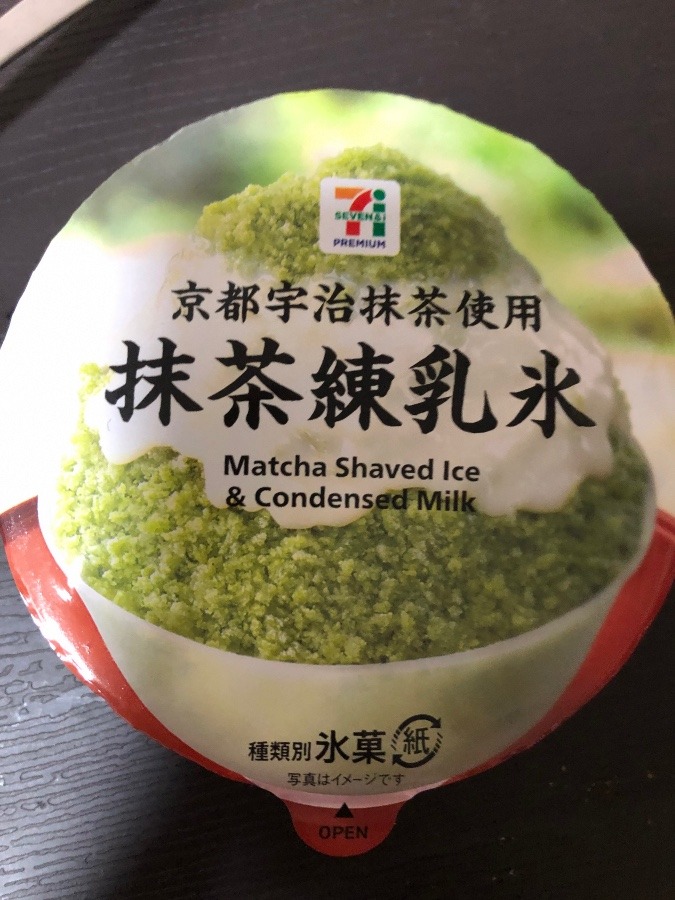 7i
SEVEN&i
PREMIUM
京都宇治抹茶使用
抹茶練乳氷
Matcha Shaved Ice
& Condensed Milk
種類別 氷菓 紙
写真はイメージです
▲
OPEN